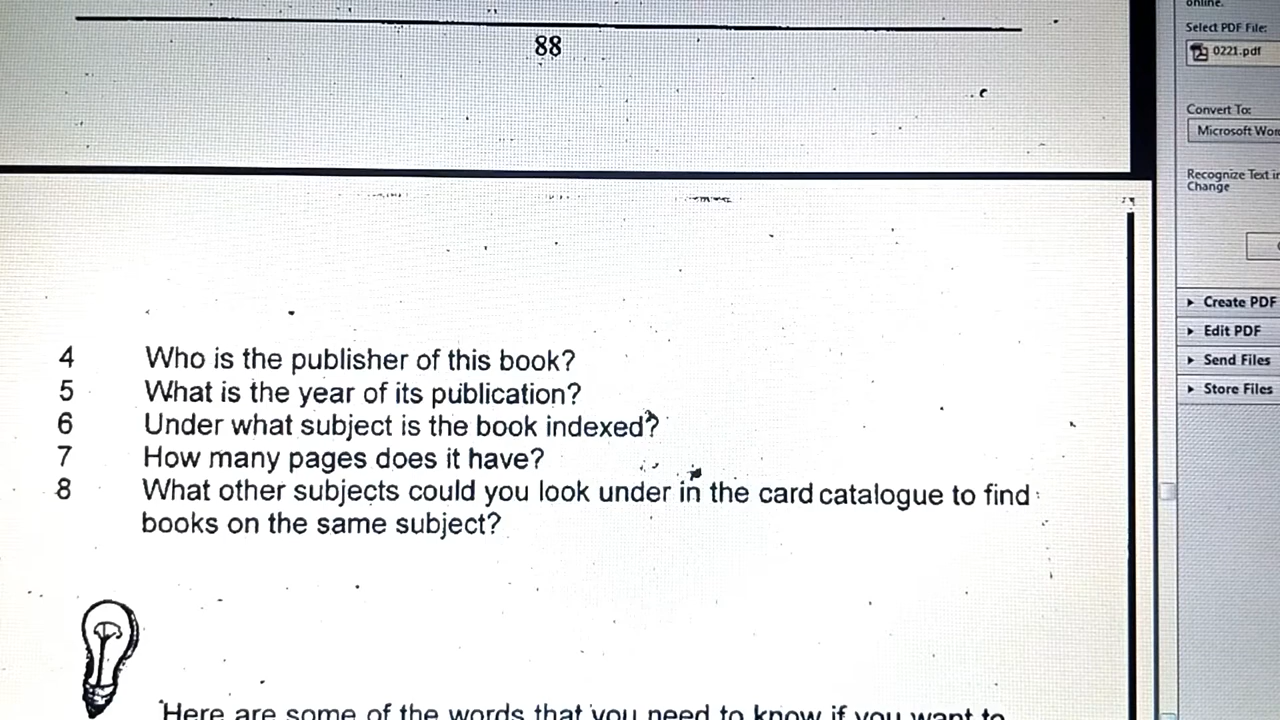 online.
Select PDF File:
88
0221.pdf
Convert To:
Microsoft
Recognize Text in
Change
Create PDF
Edit PDF
Send Files
Store Files
4 Who is the publisher of this book?
5 What is the year of its publication?
6 Under what subject is the book indexed?
7 How many pages does it have?
8 What other subjects could you look under in the card catalogue to find
books on the same subject?
Here are some of the words that you need to know if you want to